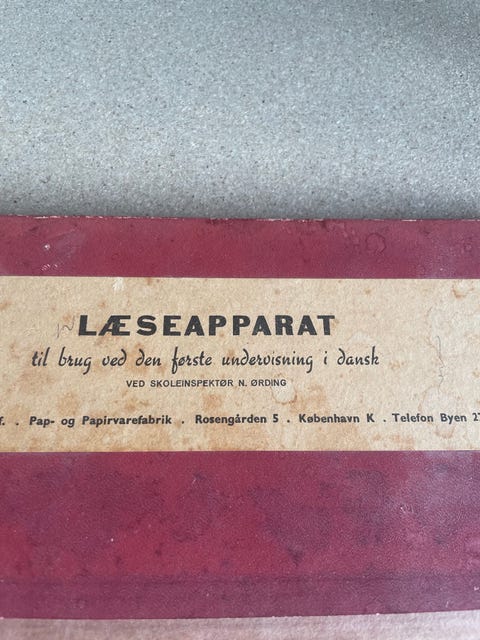 LÆSEAPPARAT
til brug ved den første undervisning i dansk
VED SKOLEINSPEKTØR N. ØRDING
f. . Pap- og Papirvarefabrik . Rosengården 5 . København K . Telefon Byen 27